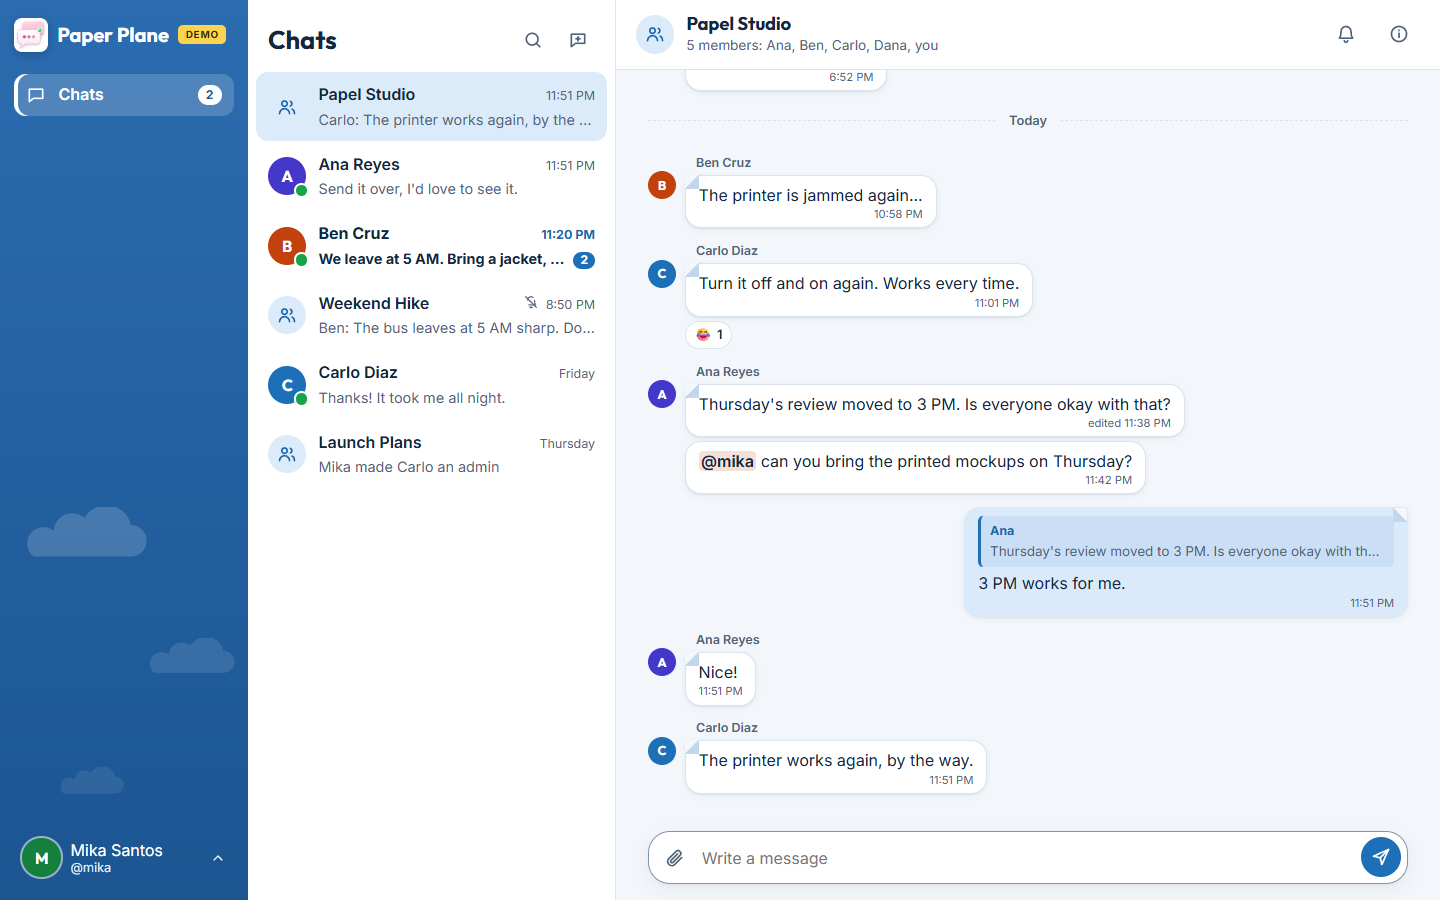 Paper Plane DEMO
Chats 2
Mika Santos
@mika
Chats
Papel Studio 11:51 PM
Carlo: The printer works again, by the ...
Ana Reyes 11:51 PM
Send it over, I'd love to see it.
Ben Cruz 11:20 PM
We leave at 5 AM. Bring a jacket, ... 2
Weekend Hike 8:50 PM
Ben: The bus leaves at 5 AM sharp. Do...
Carlo Diaz Friday
Thanks! It took me all night.
Launch Plans Thursday
Mika made Carlo an admin
A
B
C
M
Papel Studio
5 members: Ana, Ben, Carlo, Dana, you
6:52 PM
Today
Ben Cruz
B
The printer is jammed again...
10:58 PM
Carlo Diaz
C
Turn it off and on again. Works every time.
11:01 PM
😂 1
Ana Reyes
A
Thursday's review moved to 3 PM. Is everyone okay with that?
edited 11:38 PM
@mika can you bring the printed mockups on Thursday?
11:42 PM
Ana
Thursday's review moved to 3 PM. Is everyone okay with th...
3 PM works for me.
11:51 PM
Ana Reyes
A
Nice!
11:51 PM
Carlo Diaz
C
The printer works again, by the way.
11:51 PM
Write a message